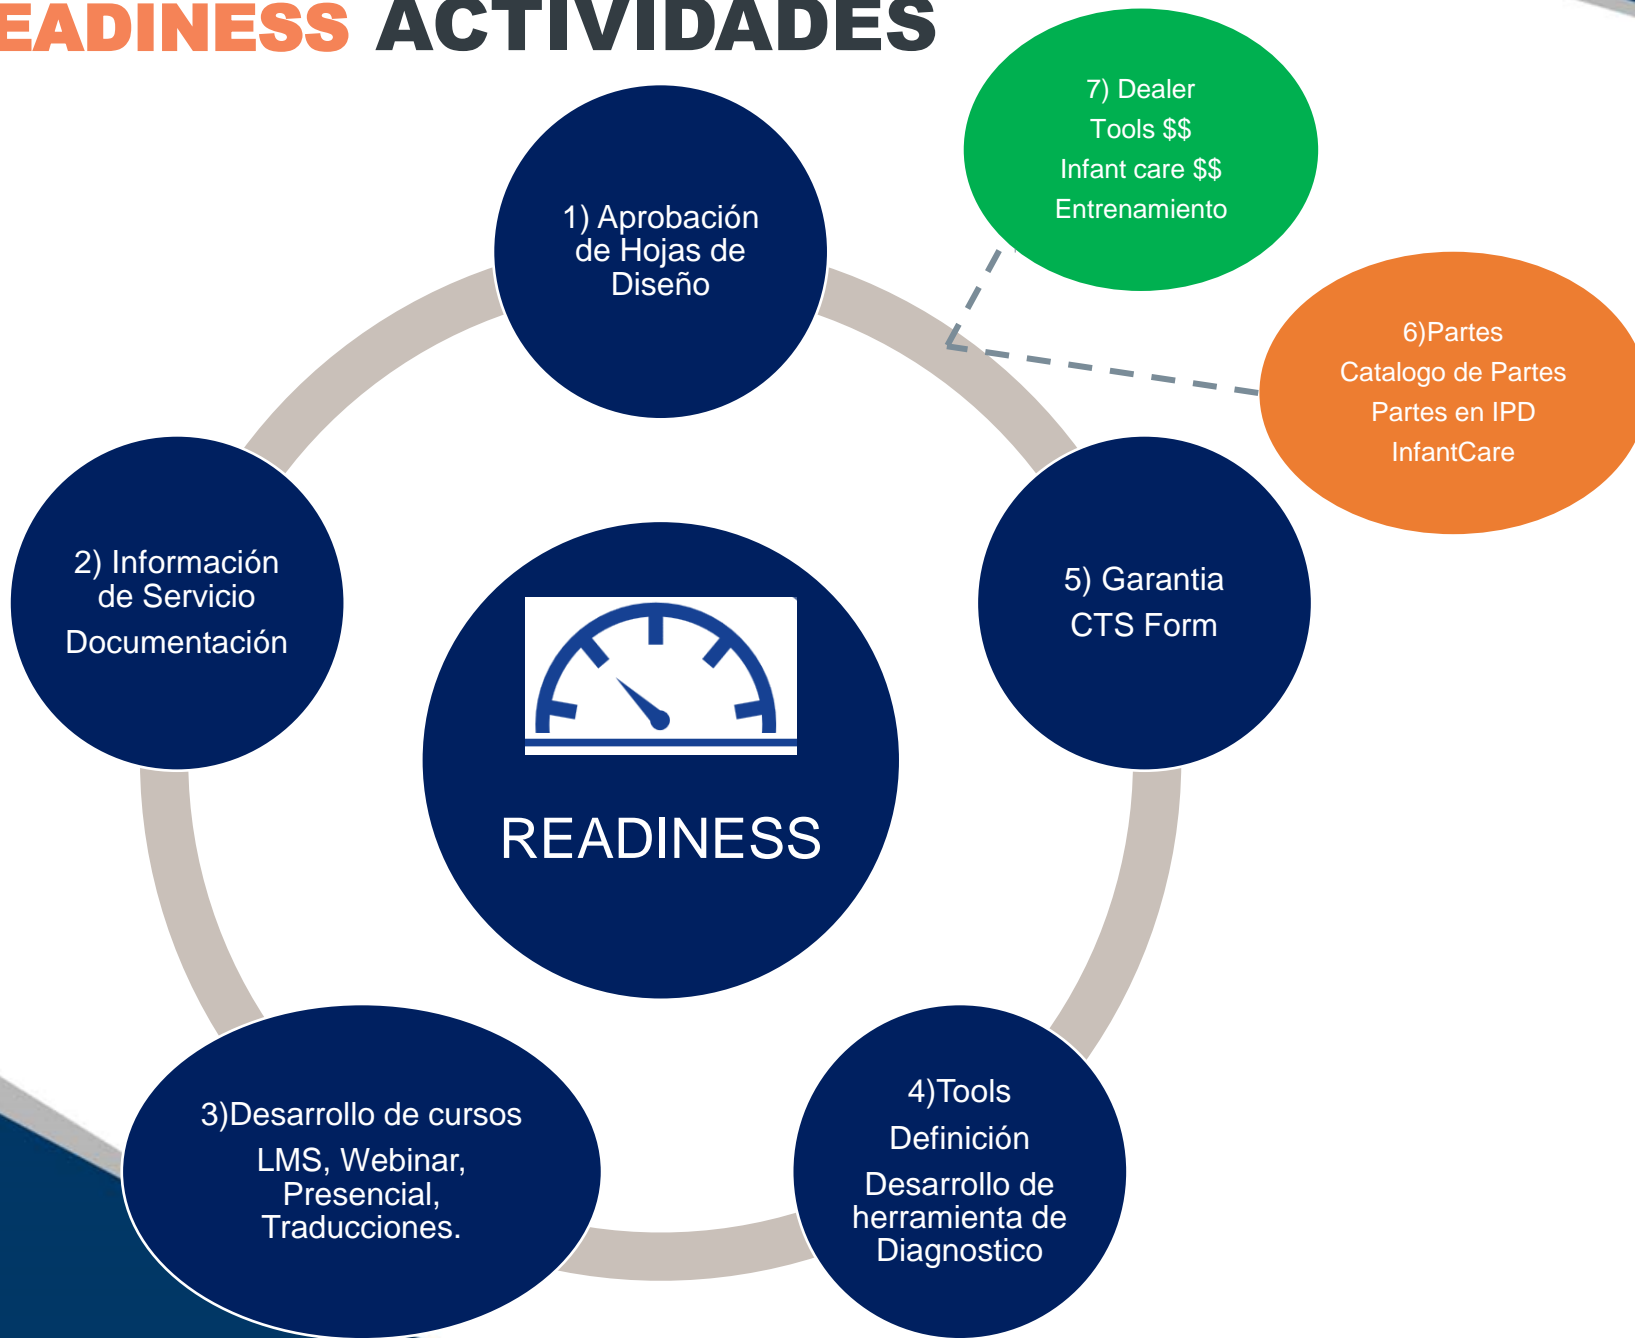 EADINESS ACTIVIDADES
1) Aprobación
de Hojas de
Diseño
2) Información
de Servicio
Documentación
3)Desarrollo de cursos
LMS, Webinar,
Presencial,
Traducciones.
4)Tools
Definición
Desarrollo de
herramienta de
Diagnostico
5) Garantia
CTS Form
6)Partes
Catalogo de Partes
Partes en IPD
InfantCare
7) Dealer
Tools $$
Infant care $$
Entrenamiento
READINESS